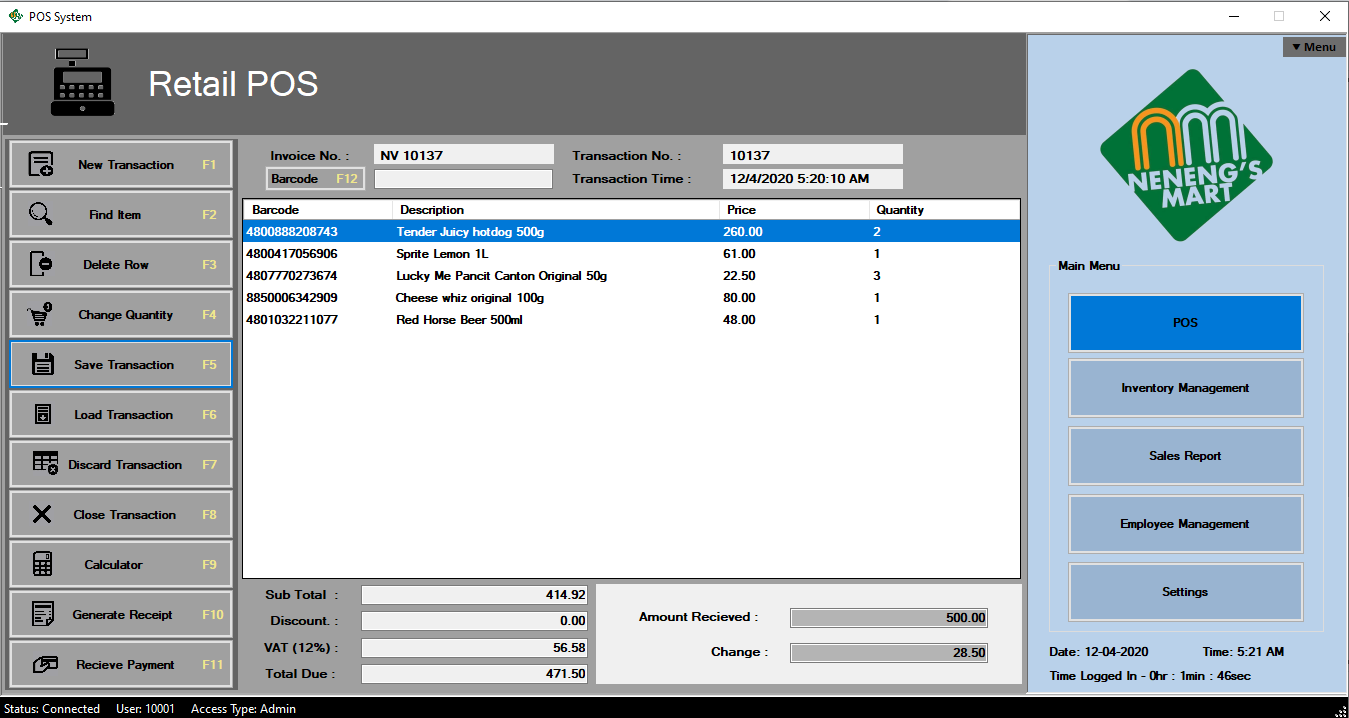 POS System
Menu
Retail POS
NENENG'S
MART
New Transaction F1
Find Item F2
Delete Row F3
Change Quantity F4
Save Transaction F5
Load Transaction F6
Discard Transaction F7
Close Transaction F8
Calculator F9
Generate Receipt F10
Recieve Payment F11
Invoice No. : NV 10137 Transaction No. : 10137
Barcode F12 Transaction Time : 12/4/2020 5:20:10 AM
Barcode Description Price Quantity
4800888208743 Tender Juicy hotdog 500g 260.00 2
4800417056906 Sprite Lemon 1L 61.00 1
4807770273674 Lucky Me Pancit Canton Original 50g 22.50 3
8850006342909 Cheese whiz original 100g 80.00 1
4801032211077 Red Horse Beer 500ml 48.00 1
Sub Total : 414.92
Discount. : 0.00
VAT (12%) : 56.58
Total Due : 471.50
Amount Recieved : 500.00
Change : 28.50
Main Menu
POS
Inventory Management
Sales Report
Employee Management
Settings
Date: 12-04-2020 Time: 5:21 AM
Time Logged In - 0hr : 1min : 46sec
Status: Connected User: 10001 Access Type: Admin